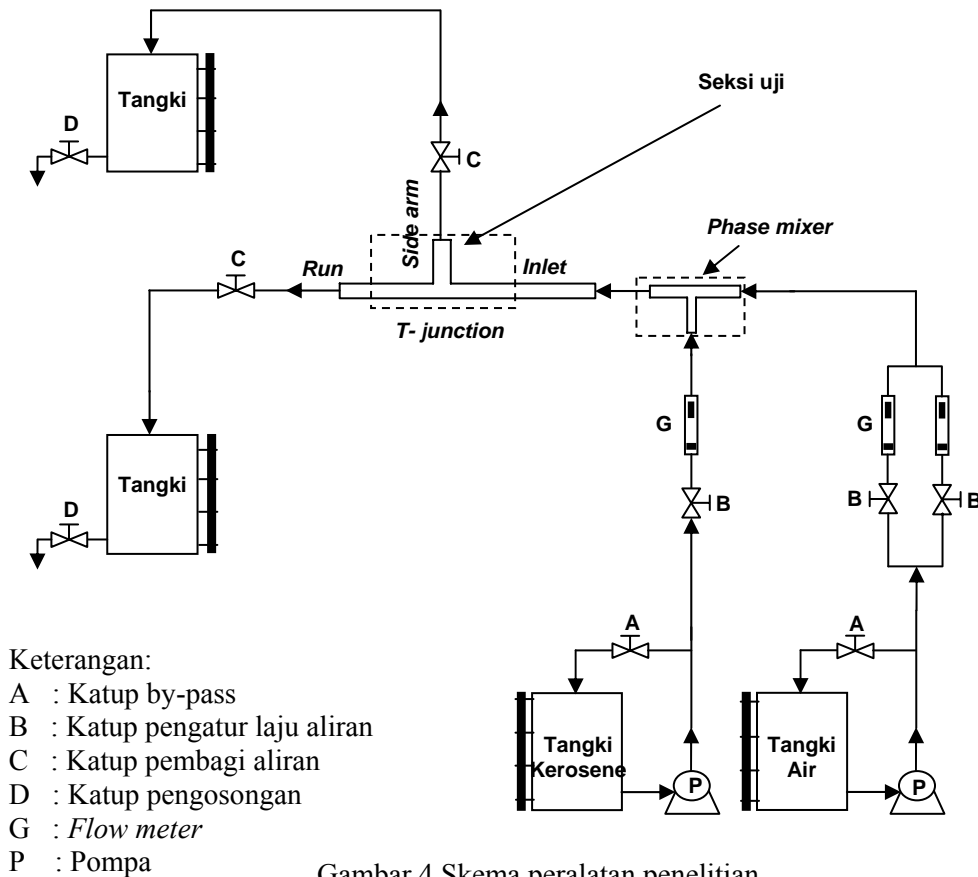 Tangki
D
C
Seksi uji
Side arm
Phase mixer
C
Run
Inlet
T- junction
G
G
Tangki
D
B
B
B
A
A
Tangki
Kerosene
Tangki
Air
P
P
Keterangan:
A : Katup by-pass
B : Katup pengatur laju aliran
C : Katup pembagi aliran
D : Katup pengosongan
G : Flow meter
P : Pompa
Gambar 4 Skema peralatan penelitian